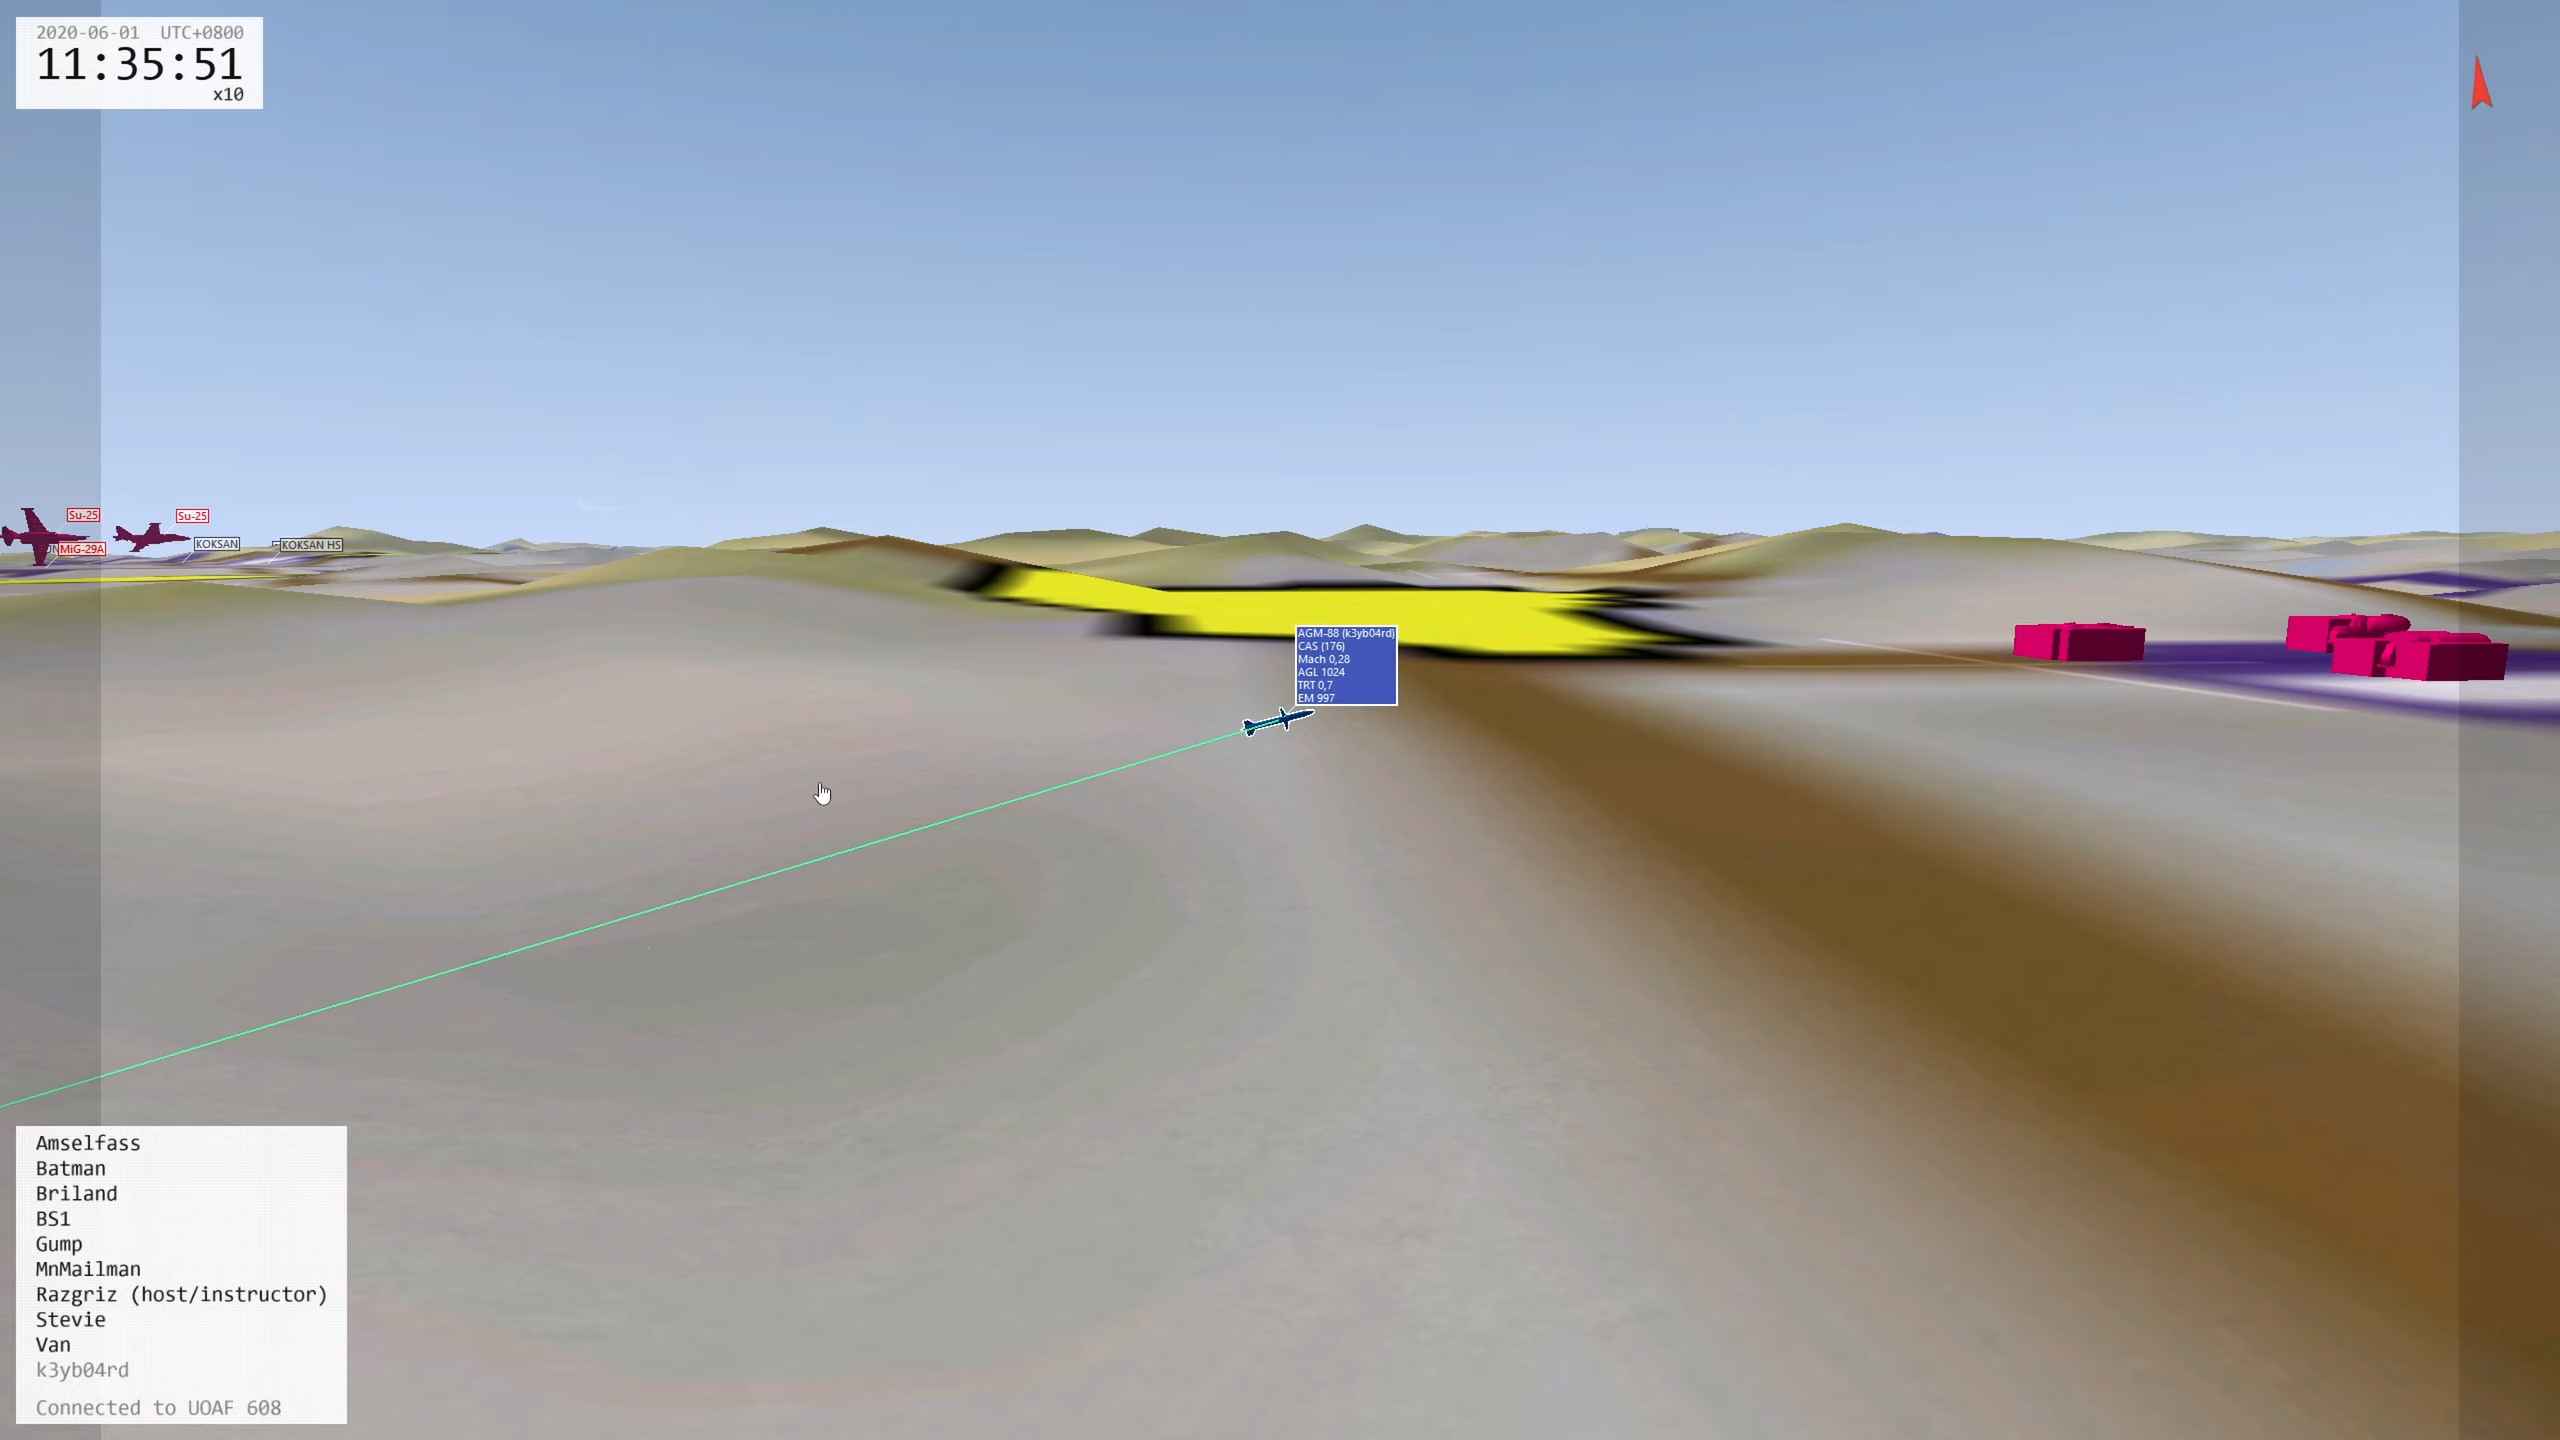 2020-06-01 UTC+0800
11:35:51
x10
Su-25
Su-25
MiG-29A
KOKSAN
KOKSAN HS
AGM-88 (k3yb04rd)
CAS (176)
Mach 0,28
AGL 1024
TRT 0,7
EM 997
Amselfass
Batman
Briland
BS1
Gump
MnMailman
Razgriz (host/instructor)
Stevie
Van
k3yb04rd
Connected to UOAF 608